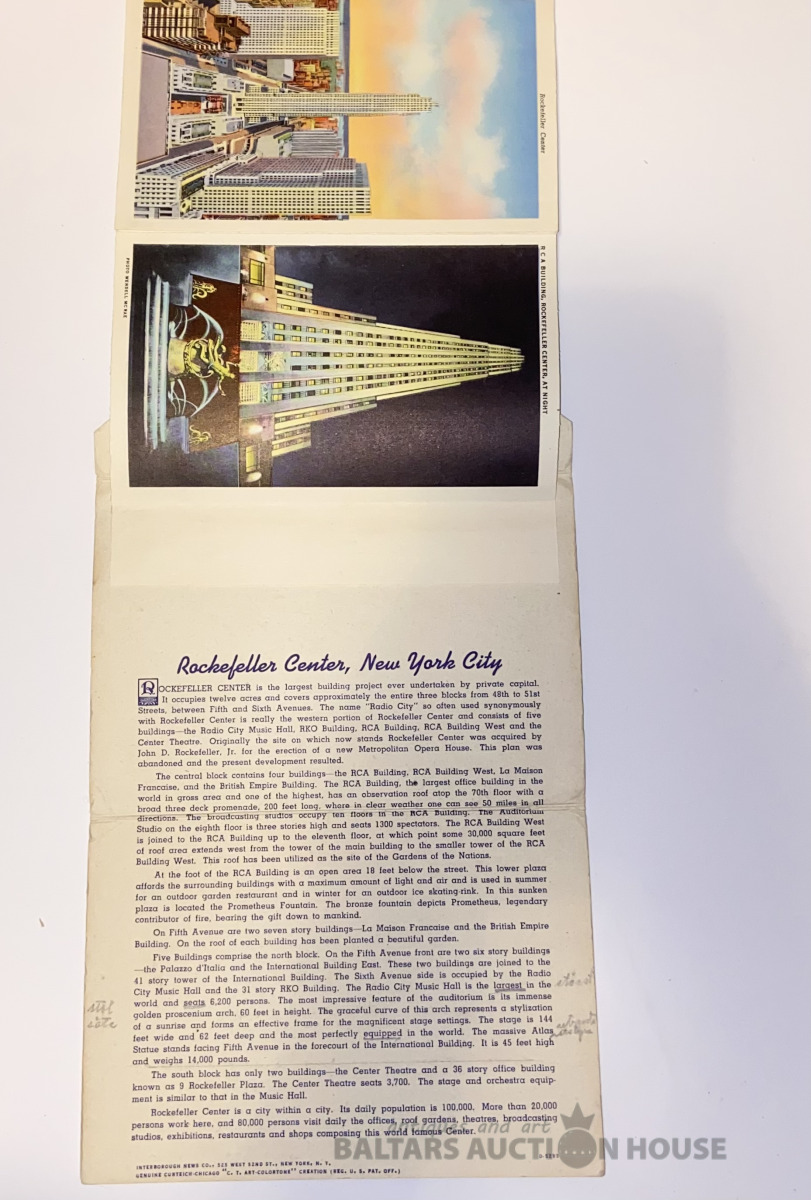 Rockefeller Center
R C A BUILDING, ROCKEFELLER CENTER, AT NIGHT
PHOTO WENDELL MCRAE
Rockefeller Center, New York City
ROCKEFELLER CENTER is the largest building project ever undertaken by private capital.
It occupies twelve acres and covers approximately the entire three blocks from 48th to 51st
Streets, between Fifth and Sixth Avenues. The name "Radio City" so often used synonymously
with Rockefeller Center is really the western portion of Rockefeller Center and consists of five
buildings—the Radio City Music Hall, RKO Building, RCA Building, RCA Building West and the
Center Theatre. Originally the site on which now stands Rockefeller Center was acquired by
John D. Rockefeller, Jr. for the erection of a new Metropolitan Opera House. This plan was
abandoned and the present development resulted.
The central block contains four buildings—the RCA Building, RCA Building West, La Maison
Francaise, and the British Empire Building. The RCA Building, the largest office building in the
world in gross area and one of the highest, has an observation roof atop the 70th floor with a
broad three deck promenade, 200 feet long, where in clear weather one can see 50 miles in all
directions. The broadcasting studios occupy ten floors in the RCA Building. The Auditorium
Studio on the eighth floor is three stories high and seats 1300 spectators. The RCA Building West
is joined to the RCA Building up to the eleventh floor, at which point some 30,000 square feet
of roof area extends west from the tower of the main building to the smaller tower of the RCA
Building West. This roof has been utilized as the site of the Gardens of the Nations.
At the foot of the RCA Building is an open area 18 feet below the street. This lower plaza
affords the surrounding buildings with a maximum amount of light and air and is used in summer
for an outdoor garden restaurant and in winter for an outdoor ice skating-rink. In this sunken
plaza is located the Prometheus Fountain. The bronze fountain depicts Prometheus, legendary
contributor of fire, bearing the gift down to mankind.
On Fifth Avenue are two seven story buildings—La Maison Francaise and the British Empire
Building. On the roof of each building has been planted a beautiful garden.
Five Buildings comprise the north block. On the Fifth Avenue front are two six story buildings
—the Palazzo d'Italia and the International Building East. These two buildings are joined to the
41 story tower of the International Building. The Sixth Avenue side is occupied by the Radio
City Music Hall and the 31 story RKO Building. The Radio City Music Hall is the largest in the
world and seats 6,200 persons. The most impressive feature of the auditorium is its immense
golden proscenium arch, 60 feet in height. The graceful curve of this arch represents a stylization
of a sunrise and forms an effective frame for the magnificent stage settings. The stage is 144
feet wide and 62 feet deep and the most perfectly equipped in the world. The massive Atlas
Statue stands facing Fifth Avenue in the forecourt of the International Building. It is 45 feet high
and weighs 14,000 pounds.
The south block has only two buildings—the Center Theatre and a 36 story office building
known as 9 Rockefeller Plaza. The Center Theatre seats 3,700. The stage and orchestra equip-
ment is similar to that in the Music Hall.
Rockefeller Center is a city within a city. Its daily population is 100,000. More than 20,000
persons work here, and 80,000 persons visit daily the offices, roof gardens, theatres, broadcasting
studios, exhibitions, restaurants and shops composing this world famous Center.
INTERBOROUGH NEWS CO., 525 WEST 52ND ST., NEW YORK, N. Y.
GENUINE CURTEICH-CHICAGO "C. T. ART-COLORTONE" CREATION (REG. U. S. PAT. OFF.)
antiques and art
BALTARS AUCTION HOUSE